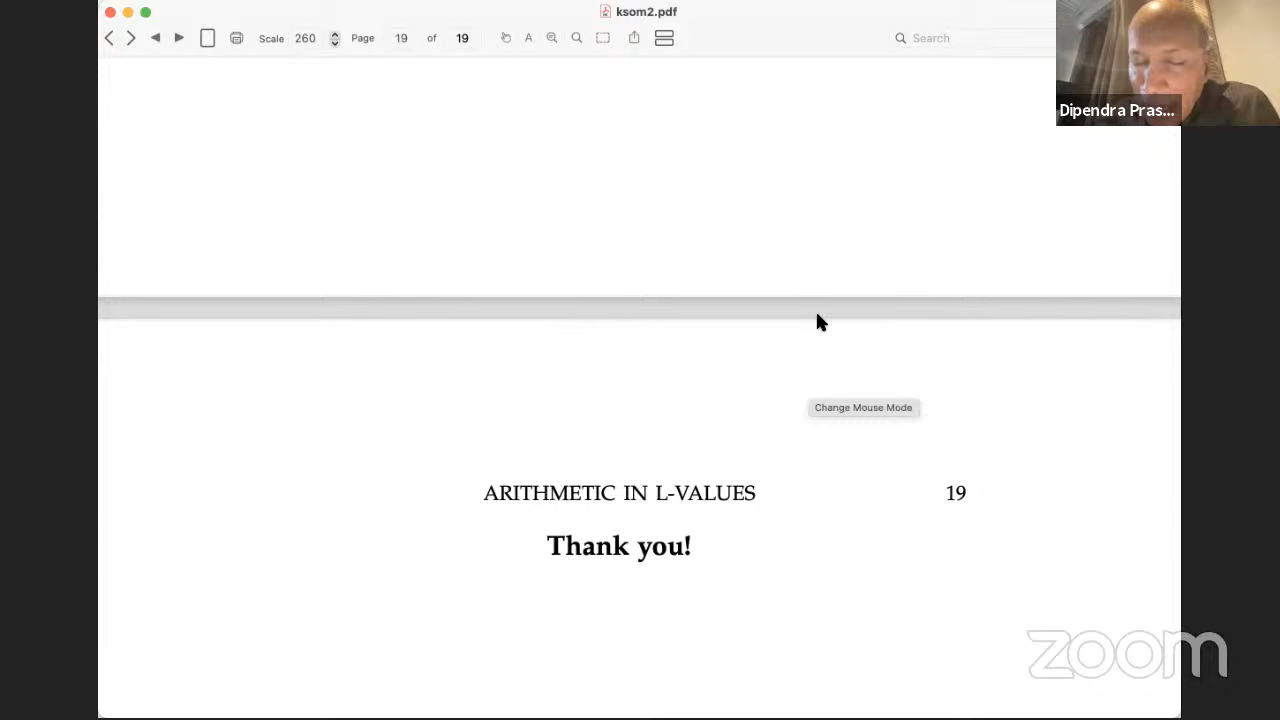 ksom2.pdf
Scale 260 Page 19 of 19 A Search
Dipendra Pras...
Change Mouse Mode
ARITHMETIC IN L-VALUES 19
Thank you!
zoom